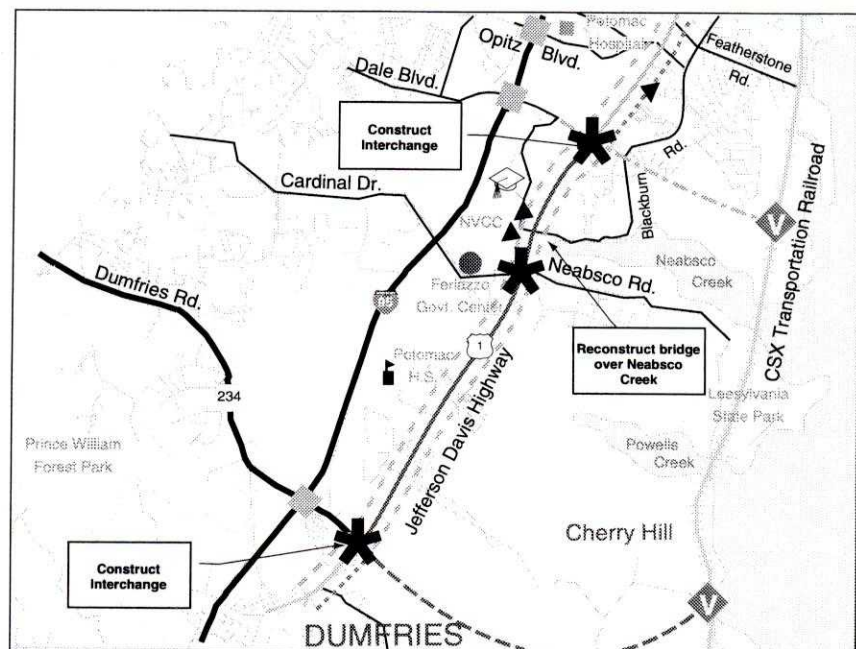 Potomac
Hospital
Opitz
Blvd.
Featherstone
Rd.
Dale Blvd.
Construct
Interchange
Rd.
Cardinal Dr.
Blackburn
NVCC
V
CSX Transportation Railroad
Neabsco Rd.
Neabsco
Creek
Dumfries Rd.
Ferlazzo
Govt. Center
1
Reconstruct bridge
over Neabsco
Creek
Potomac
H.S.
234
Jefferson Davis Highway
Leesylvania
State Park
Prince William
Forest Park
Powells
Creek
Cherry Hill
Construct
Interchange
V
DUMFRIES